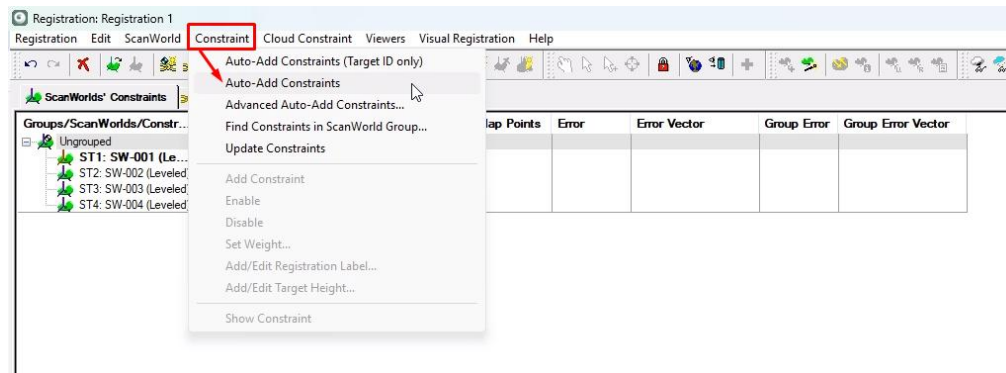 Registration: Registration 1
Registration Edit ScanWorld Constraint Cloud Constraint Viewers Visual Registration Help
Auto-Add Constraints (Target ID only)
Auto-Add Constraints
Advanced Auto-Add Constraints...
Find Constraints in ScanWorld Group...
Update Constraints
Add Constraint
Enable
Disable
Set Weight...
Add/Edit Registration Label...
Add/Edit Target Height...
Show Constraint
ScanWorlds' Constraints
Groups/ScanWorlds/Constr... lap Points Error Error Vector Group Error Group Error Vector
Ungrouped
ST1: SW-001 (Le...
ST2: SW-002 (Leveled)
ST3: SW-003 (Leveled)
ST4: SW-004 (Leveled)